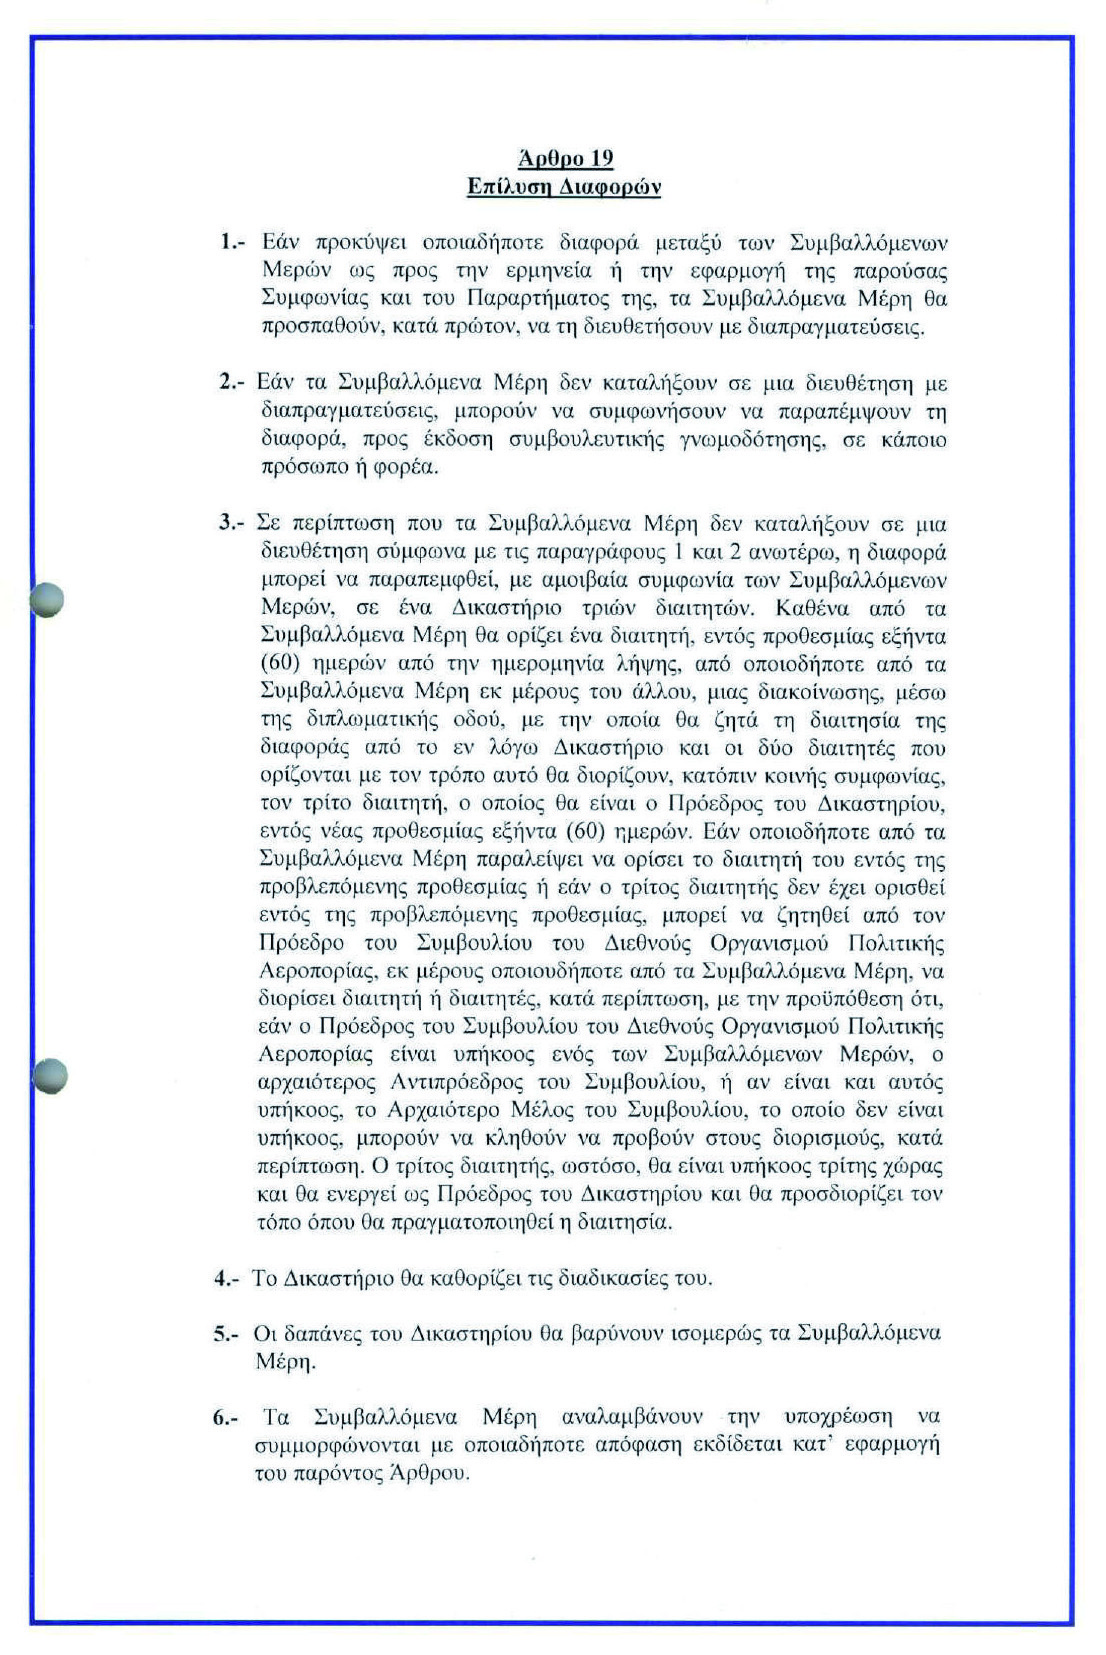 Άρθρο 19
Επίλυση Διαφορών
1.- Εάν προκύψει οποιαδήποτε διαφορά μεταξύ των Συμβαλλόμενων
Μερών ως προς την ερμηνεία ή την εφαρμογή της παρούσας
Συμφωνίας και του Παραρτήματος της, τα Συμβαλλόμενα Μέρη θα
προσπαθούν, κατά πρώτον, να τη διευθετήσουν με διαπραγματεύσεις.
2.- Εάν τα Συμβαλλόμενα Μέρη δεν καταλήξουν σε μια διευθέτηση με
διαπραγματεύσεις, μπορούν να συμφωνήσουν να παραπέμψουν τη
διαφορά, προς έκδοση συμβουλευτικής γνωμοδότησης, σε κάποιο
πρόσωπο ή φορέα.
3.- Σε περίπτωση που τα Συμβαλλόμενα Μέρη δεν καταλήξουν σε μια
διευθέτηση σύμφωνα με τις παραγράφους 1 και 2 ανωτέρω, η διαφορά
μπορεί να παραπεμφθεί, με αμοιβαία συμφωνία των Συμβαλλόμενων
Μερών, σε ένα Δικαστήριο τριών διαιτητών. Καθένα από τα
Συμβαλλόμενα Μέρη θα ορίζει ένα διαιτητή, εντός προθεσμίας εξήντα
(60) ημερών από την ημερομηνία λήψης, από οποιοδήποτε από τα
Συμβαλλόμενα Μέρη εκ μέρους του άλλου, μιας διακοίνωσης, μέσω
της διπλωματικής οδού, με την οποία θα ζητά τη διαιτησία της
διαφοράς από το εν λόγω Δικαστήριο και οι δύο διαιτητές που
ορίζονται με τον τρόπο αυτό θα διορίζουν, κατόπιν κοινής συμφωνίας,
τον τρίτο διαιτητή, ο οποίος θα είναι ο Πρόεδρος του Δικαστηρίου,
εντός νέας προθεσμίας εξήντα (60) ημερών. Εάν οποιοδήποτε από τα
Συμβαλλόμενα Μέρη παραλείψει να ορίσει το διαιτητή του εντός της
προβλεπόμενης προθεσμίας ή εάν ο τρίτος διαιτητής δεν έχει ορισθεί
εντός της προβλεπόμενης προθεσμίας, μπορεί να ζητηθεί από τον
Πρόεδρο του Συμβουλίου του Διεθνούς Οργανισμού Πολιτικής
Αεροπορίας, εκ μέρους οποιουδήποτε από τα Συμβαλλόμενα Μέρη, να
διορίσει διαιτητή ή διαιτητές, κατά περίπτωση, με την προϋπόθεση ότι,
εάν ο Πρόεδρος του Συμβουλίου του Διεθνούς Οργανισμού Πολιτικής
Αεροπορίας είναι υπήκοος ενός των Συμβαλλόμενων Μερών, ο
αρχαιότερος Αντιπρόεδρος του Συμβουλίου, ή αν είναι και αυτός
υπήκοος, το Αρχαιότερο Μέλος του Συμβουλίου, το οποίο δεν είναι
υπήκοος, μπορούν να κληθούν να προβούν στους διορισμούς, κατά
περίπτωση. Ο τρίτος διαιτητής, ωστόσο, θα είναι υπήκοος τρίτης χώρας
και θα ενεργεί ως Πρόεδρος του Δικαστηρίου και θα προσδιορίζει τον
τόπο όπου θα πραγματοποιηθεί η διαιτησία.
4.- Το Δικαστήριο θα καθορίζει τις διαδικασίες του.
5.- Οι δαπάνες του Δικαστηρίου θα βαρύνουν ισομερώς τα Συμβαλλόμενα
Μέρη.
6.- Τα Συμβαλλόμενα Μέρη αναλαμβάνουν την υποχρέωση να
συμμορφώνονται με οποιαδήποτε απόφαση εκδίδεται κατ’ εφαρμογή
του παρόντος Άρθρου.